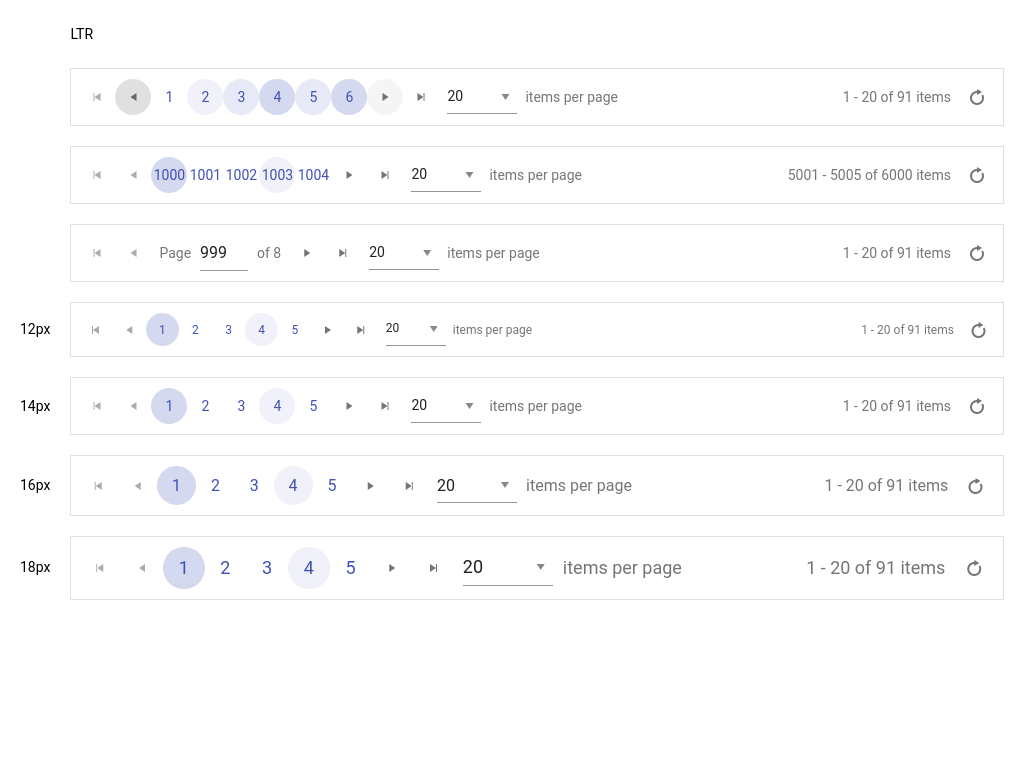 LTR
1 2 3 4 5 6 20 items per page 1 - 20 of 91 items
1000 1001 1002 1003 1004 20 items per page 5001 - 5005 of 6000 items
Page 999 of 8 20 items per page 1 - 20 of 91 items
12px 1 2 3 4 5 20 items per page 1 - 20 of 91 items
14px 1 2 3 4 5 20 items per page 1 - 20 of 91 items
16px 1 2 3 4 5 20 items per page 1 - 20 of 91 items
18px 1 2 3 4 5 20 items per page 1 - 20 of 91 items